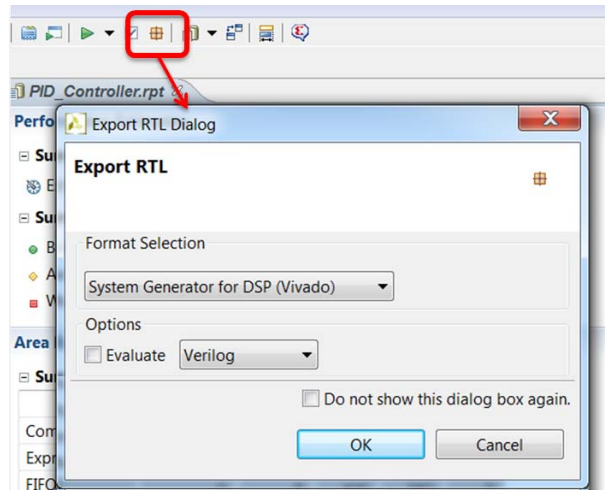 PID_Controller.rpt
Perfo
Export RTL Dialog
Su
Export RTL
E
Su
B
Format Selection
A
System Generator for DSP (Vivado)
W
Options
Area
Evaluate Verilog
Su
Do not show this dialog box again.
Com
OK Cancel
Expr
FIFO